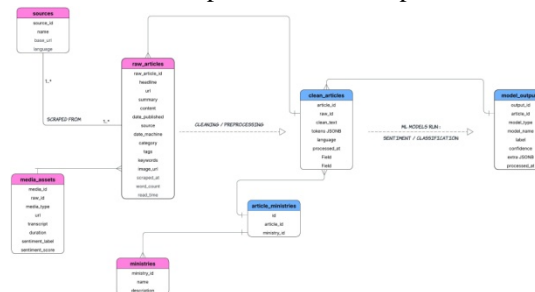 sources
source_id
name
base_url
language
1..*
SCRAPED FROM
1..*
raw_articles
raw_article_id
headline
url
summary
content
date_published
source
date_machine
category
tags
keywords
image_url
scraped_at
word_count
read_time
CLEANING / PREPROCESSING
clean_articles
article_id
raw_id
clean_text
tokens JSONB
language
processed_at
Field
Field
ML MODELS RUN :
SENTIMENT / CLASSIFICATION
model_output
output_id
article_id
model_type
model_name
label
confidence
extra JSONB
processed_at
media_assets
media_id
raw_id
media_type
url
transcript
duration
sentiment_label
sentiment_score
article_ministries
id
article_id
ministry_id
ministries
ministry_id
name
description